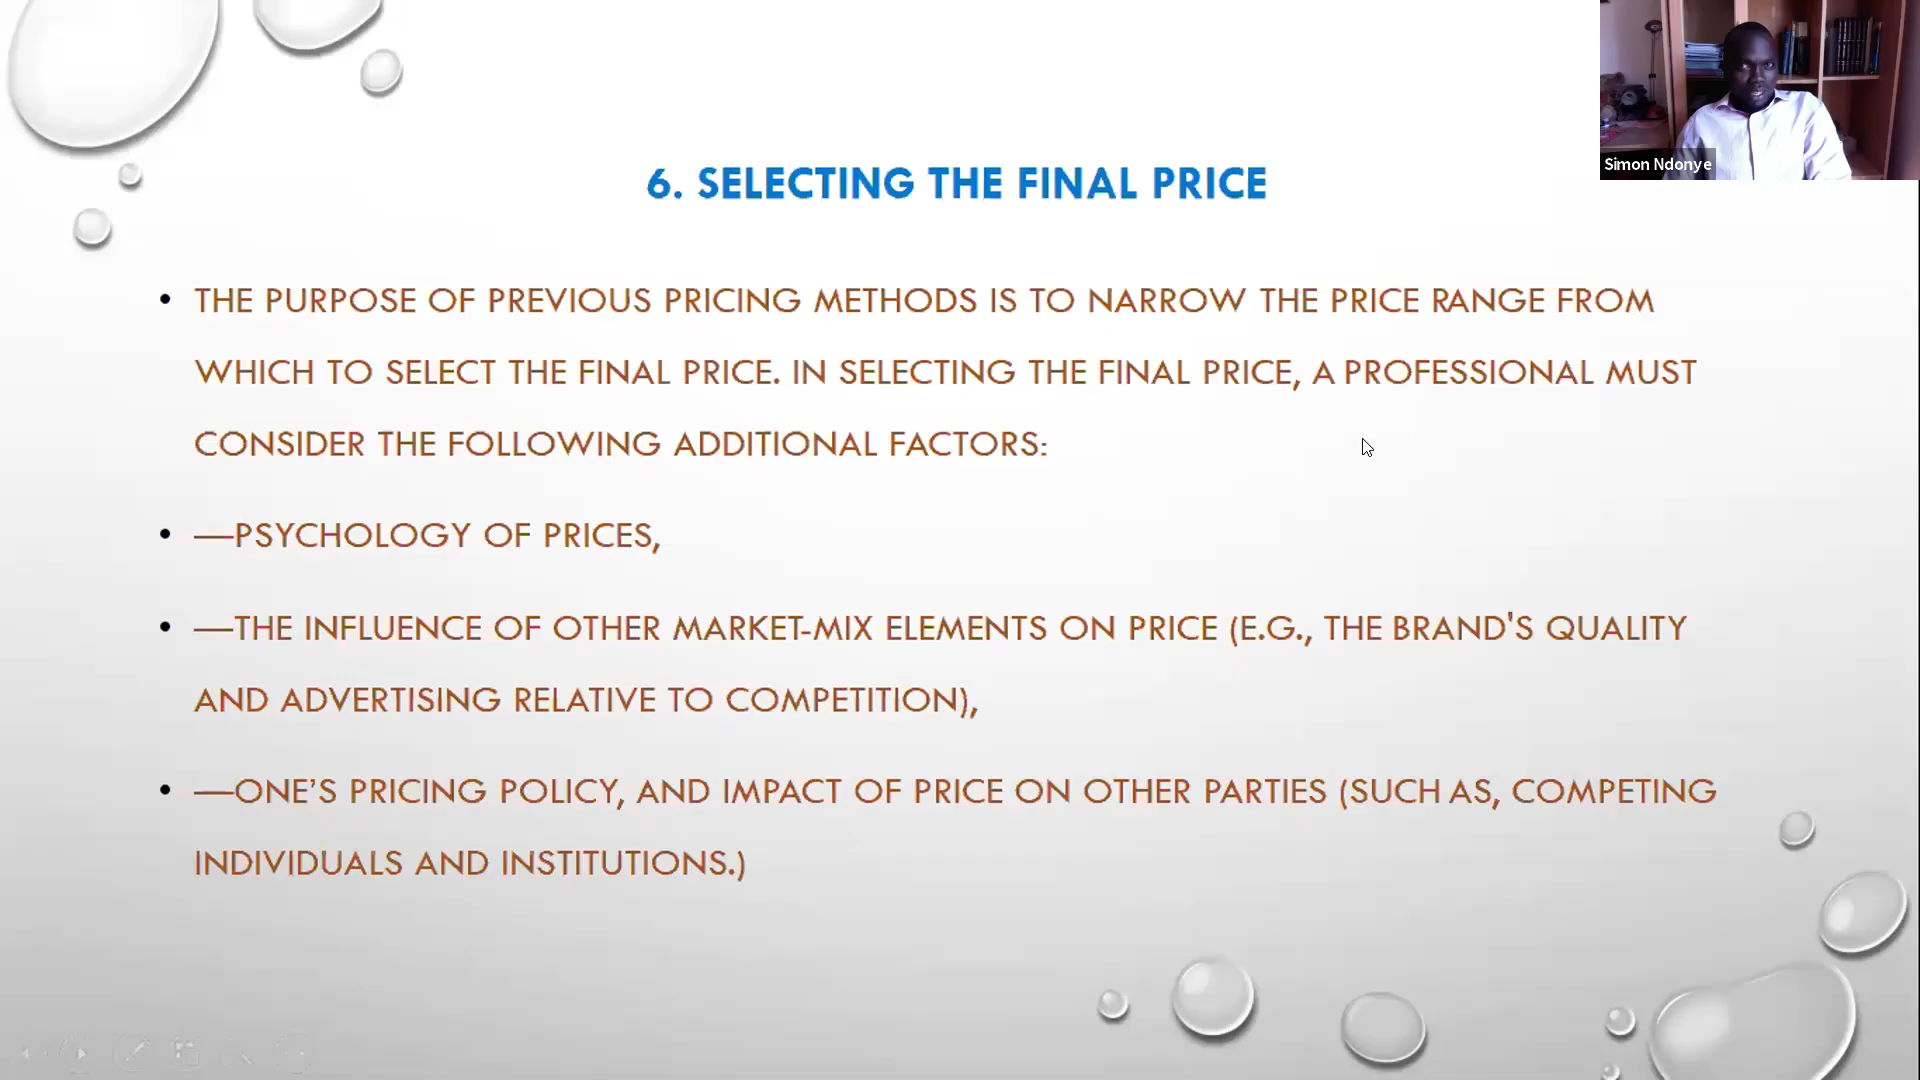 Simon Ndonye
6. SELECTING THE FINAL PRICE
• THE PURPOSE OF PREVIOUS PRICING METHODS IS TO NARROW THE PRICE RANGE FROM
WHICH TO SELECT THE FINAL PRICE. IN SELECTING THE FINAL PRICE, A PROFESSIONAL MUST
CONSIDER THE FOLLOWING ADDITIONAL FACTORS:
• —PSYCHOLOGY OF PRICES,
• —THE INFLUENCE OF OTHER MARKET-MIX ELEMENTS ON PRICE (E.G., THE BRAND'S QUALITY
AND ADVERTISING RELATIVE TO COMPETITION),
• —ONE’S PRICING POLICY, AND IMPACT OF PRICE ON OTHER PARTIES (SUCH AS, COMPETING
INDIVIDUALS AND INSTITUTIONS.)